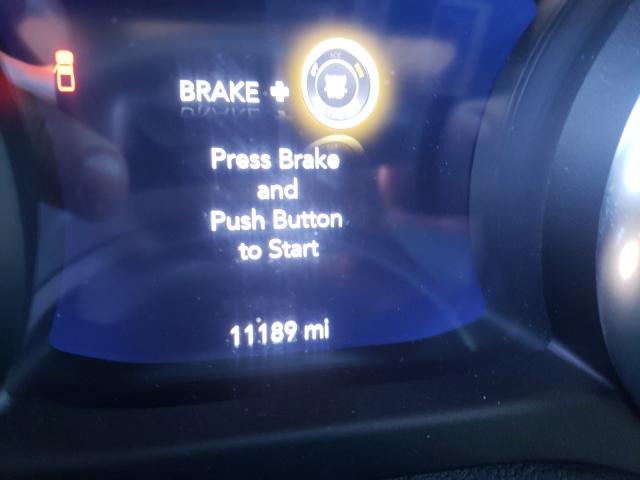 BRAKE +
Press Brake
and
Push Button
to Start
11189 mi